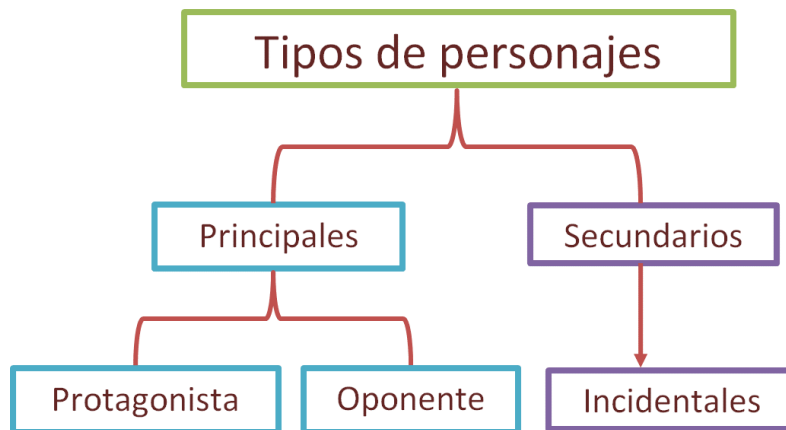 Tipos de personajes
Principales
Secundarios
Protagonista
Oponente
Incidentales